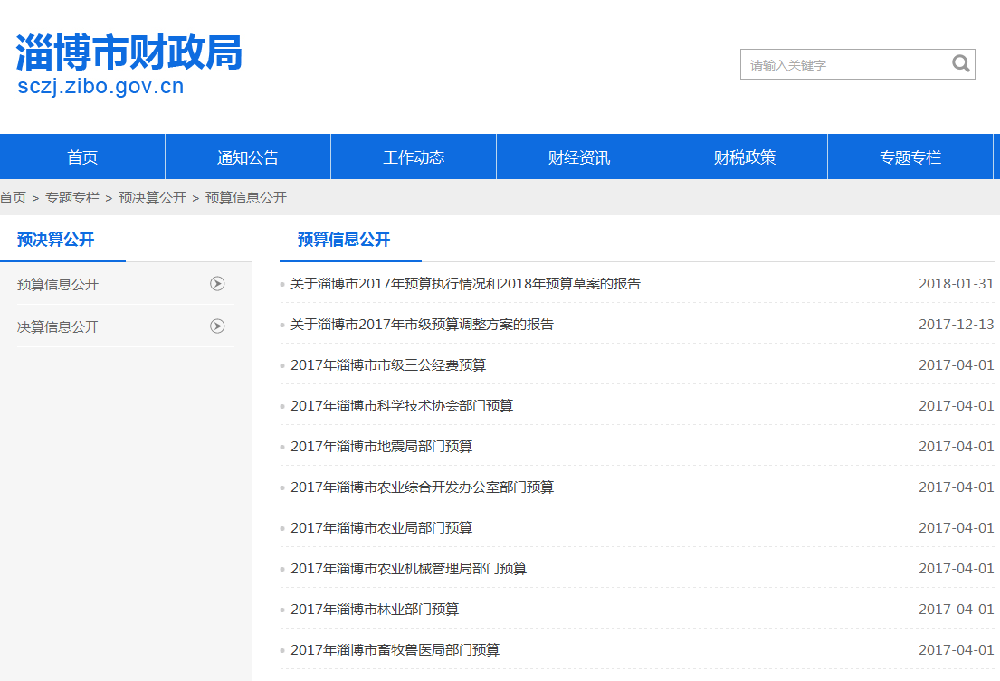 淄博市财政局
sczj.zibo.gov.cn
请输入关键字
首页 通知公告 工作动态 财经资讯 财税政策 专题专栏
首页 > 专题专栏 > 预决算公开 > 预算信息公开
预决算公开
预算信息公开
决算信息公开
预算信息公开
关于淄博市2017年预算执行情况和2018年预算草案的报告 2018-01-31
关于淄博市2017年市级预算调整方案的报告 2017-12-13
2017年淄博市市级三公经费预算 2017-04-01
2017年淄博市科学技术协会部门预算 2017-04-01
2017年淄博市地震局部门预算 2017-04-01
2017年淄博市农业综合开发办公室部门预算 2017-04-01
2017年淄博市农业局部门预算 2017-04-01
2017年淄博市农业机械管理局部门预算 2017-04-01
2017年淄博市林业部门预算 2017-04-01
2017年淄博市畜牧兽医局部门预算 2017-04-01